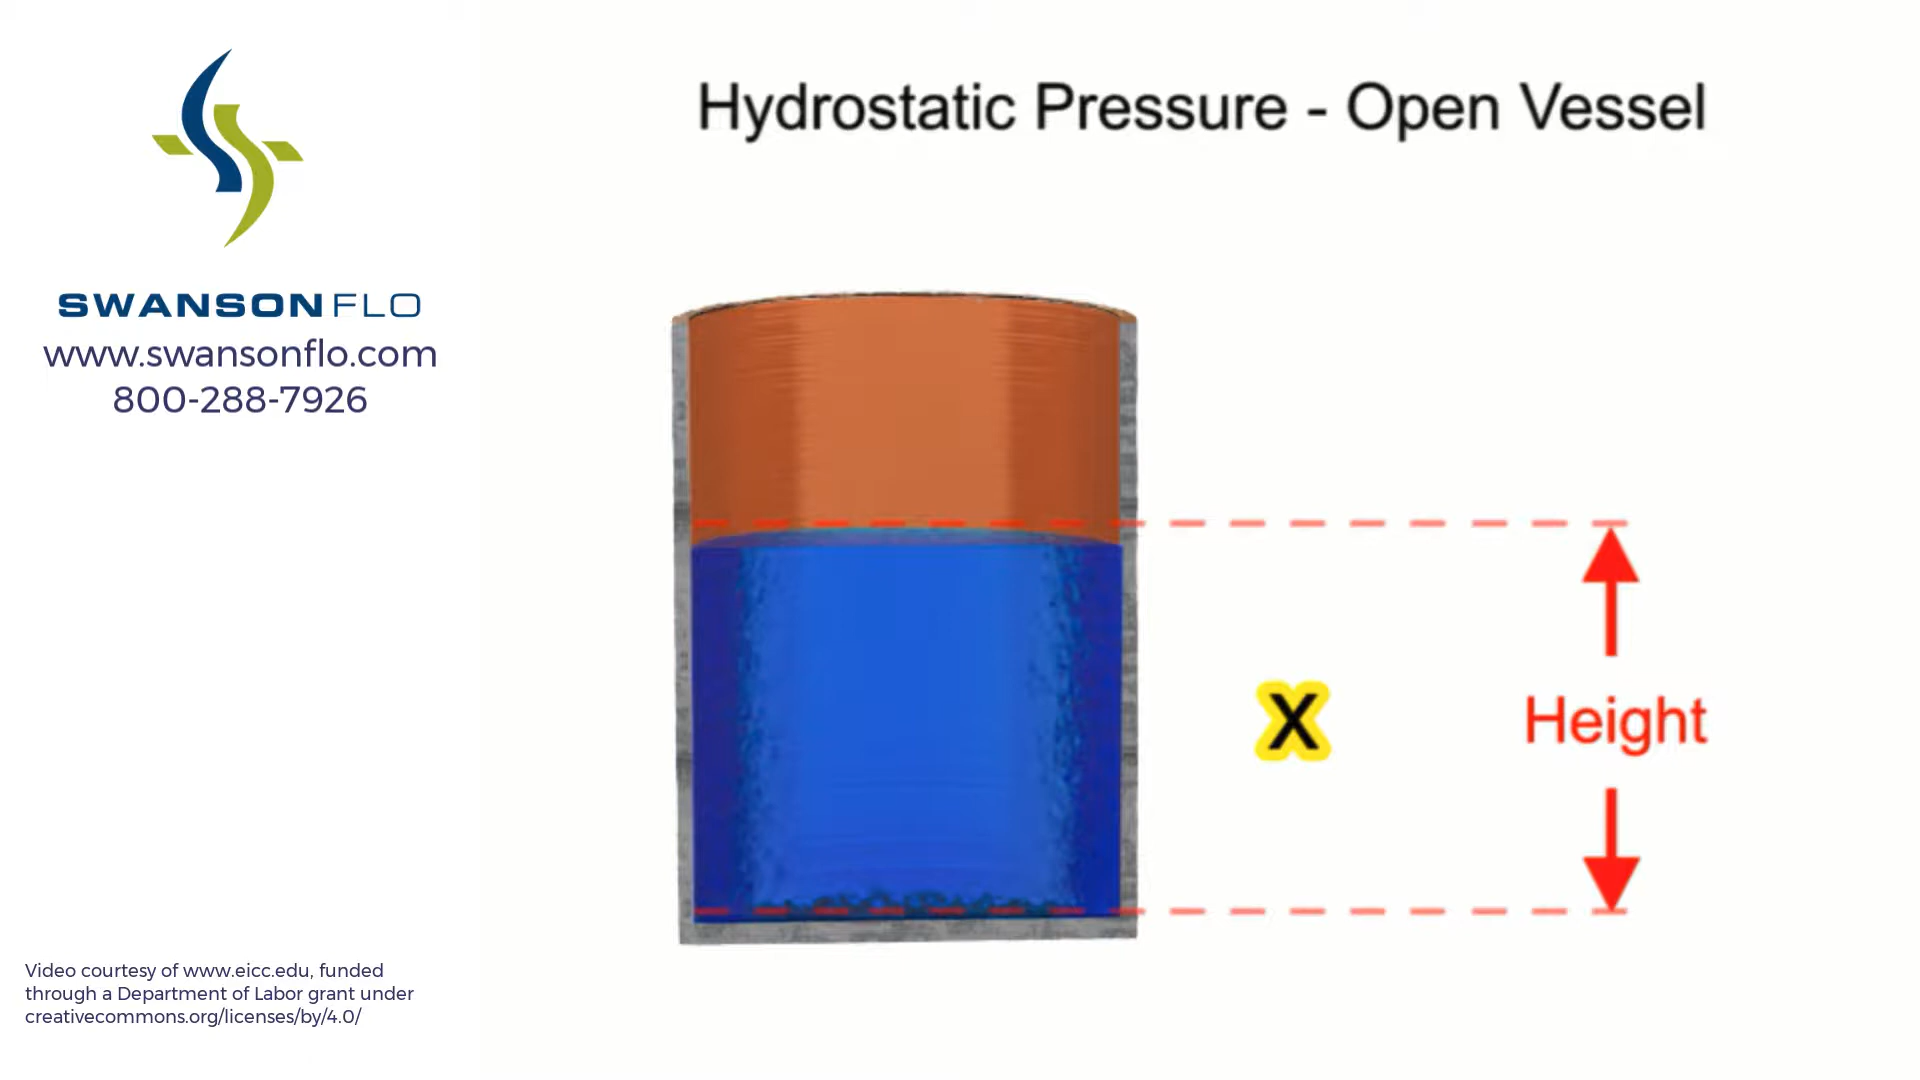 Hydrostatic Pressure - Open Vessel
SWANSONFLO
www.swansonflo.com
800-288-7926
X
Height
Video courtesy of www.eicc.edu, funded
through a Department of Labor grant under
creativecommons.org/licenses/by/4.0/